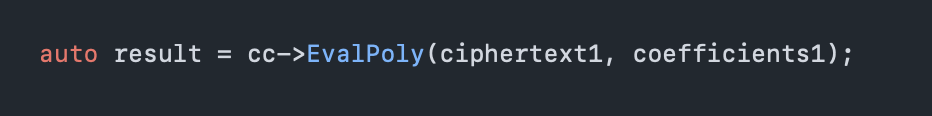 auto result = cc->EvalPoly(ciphertext1, coefficients1);